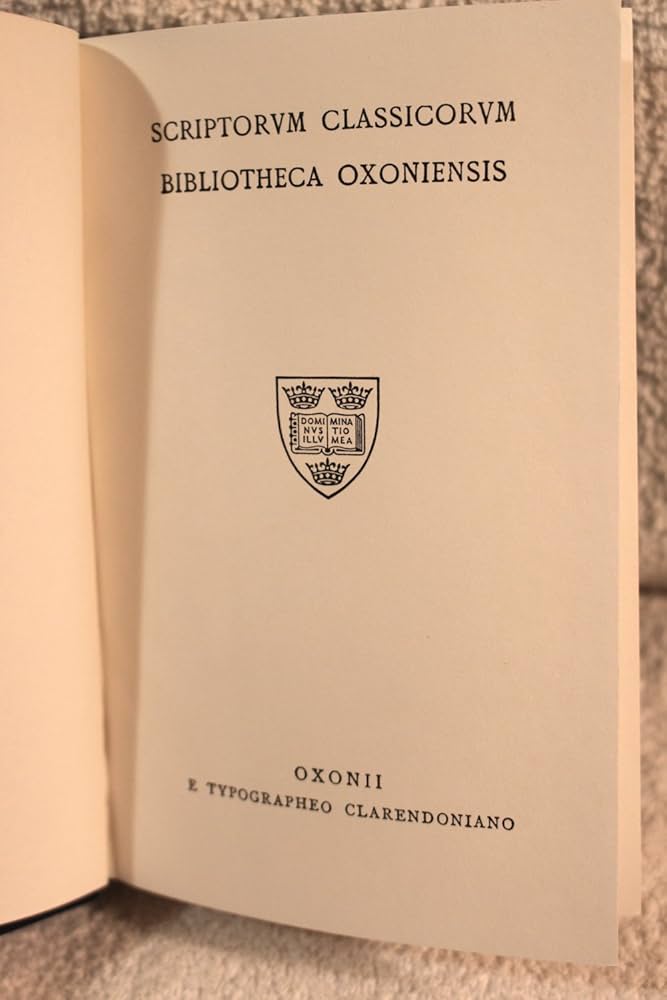 SCRIPTORVM CLASSICORVM
BIBLIOTHECA OXONIENSIS
DOMI MINA
NVS TIO
ILLV MEA
OXONII
E TYPOGRAPHEO CLARENDONIANO